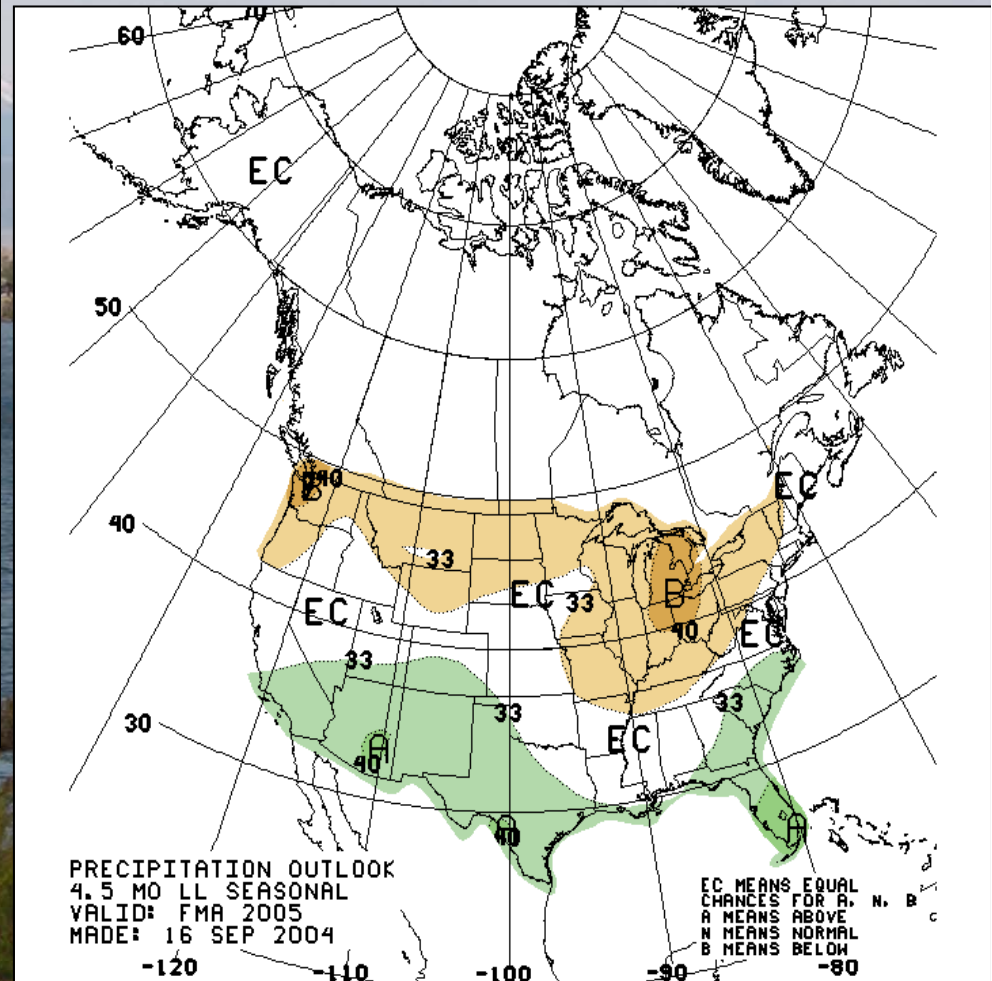 70
60
EC
50
EC
40
B
40
33
EC
33
B
EC
40
EC
33
33
33
EC
A
40
30
A
40
A
PRECIPITATION OUTLOOK
4.5 MO LL SEASONAL
VALID: FMA 2005
MADE: 16 SEP 2004
EC MEANS EQUAL
CHANCES FOR A, N, B
A MEANS ABOVE
N MEANS NORMAL
B MEANS BELOW
-120
-110
-100
-90
-80